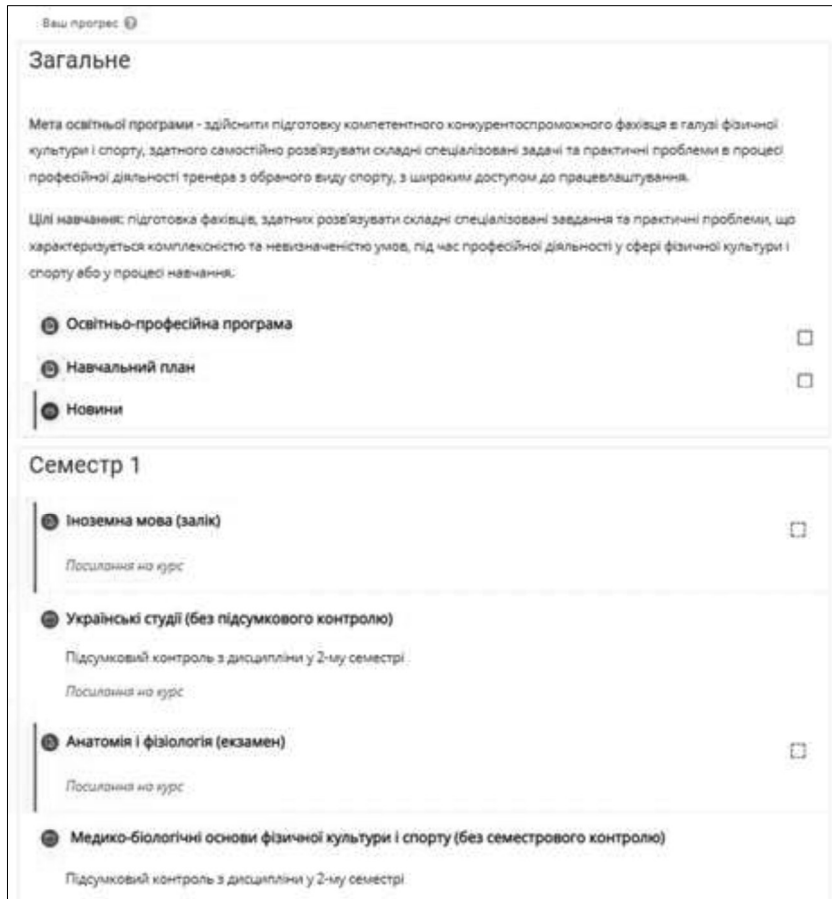 Ваш прогрес
Загальне
Мета освітньої програми - здійснити підготовку компетентного конкурентоспроможного фахівця в галузі фізичної
культури і спорту, здатного самостійно розв'язувати складні спеціалізовані задачі та практичні проблеми в процесі
професійної діяльності тренера з обраного виду спорту, з широким доступом до працевлаштування.
Цілі навчання: підготовка фахівців, здатних розв'язувати складні спеціалізовані завдання та практичні проблеми, що
характеризується комплексністю та невизначеністю умов, під час професійної діяльності у сфері фізичної культури і
спорту або у процесі навчання.
Освітньо-професійна програма
Навчальний план
Новини
Семестр 1
Іноземна мова (залік)
Посилання на курс
Українські студії (без підсумкового контролю)
Підсумковий контроль з дисципліни у 2-му семестрі
Посилання на курс
Анатомія і фізіологія (екзамен)
Посилання на курс
Медико-біологічні основи фізичної культури і спорту (без семестрового контролю)
Підсумковий контроль з дисципліни у 2-му семестрі